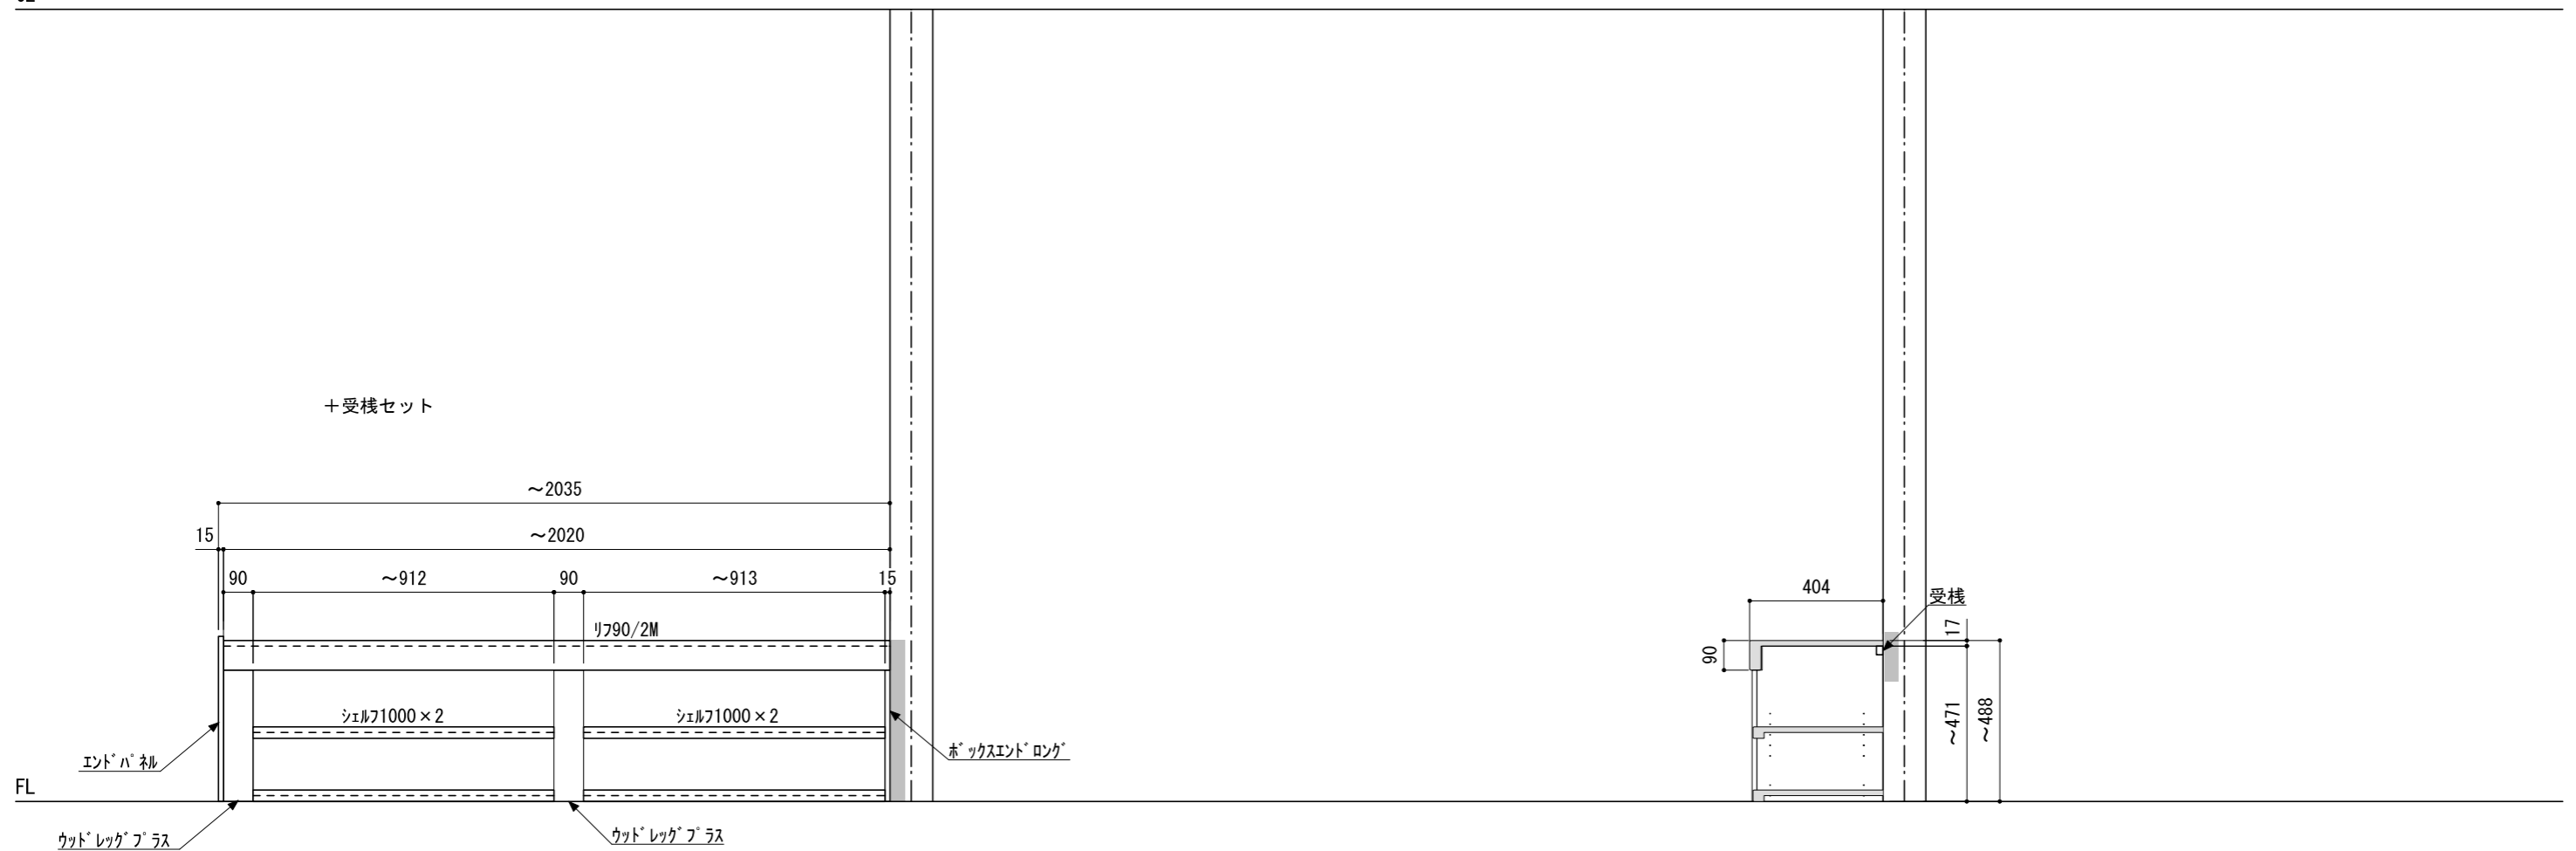 ＋受桟セット
～2035
15
～2020
90
～912
90
～913
15
ﾘﾌ90/2M
ｼｪﾙﾌ1000×2
ｼｪﾙﾌ1000×2
ｴﾝﾄﾞﾊﾟﾈﾙ
ﾎﾞｯｸｽｴﾝﾄﾞﾛﾝｸﾞ
FL
ｳｯﾄﾞﾚｯｸﾞﾌﾟﾗｽ
ｳｯﾄﾞﾚｯｸﾞﾌﾟﾗｽ
404
受桟
17
90
～471
～488